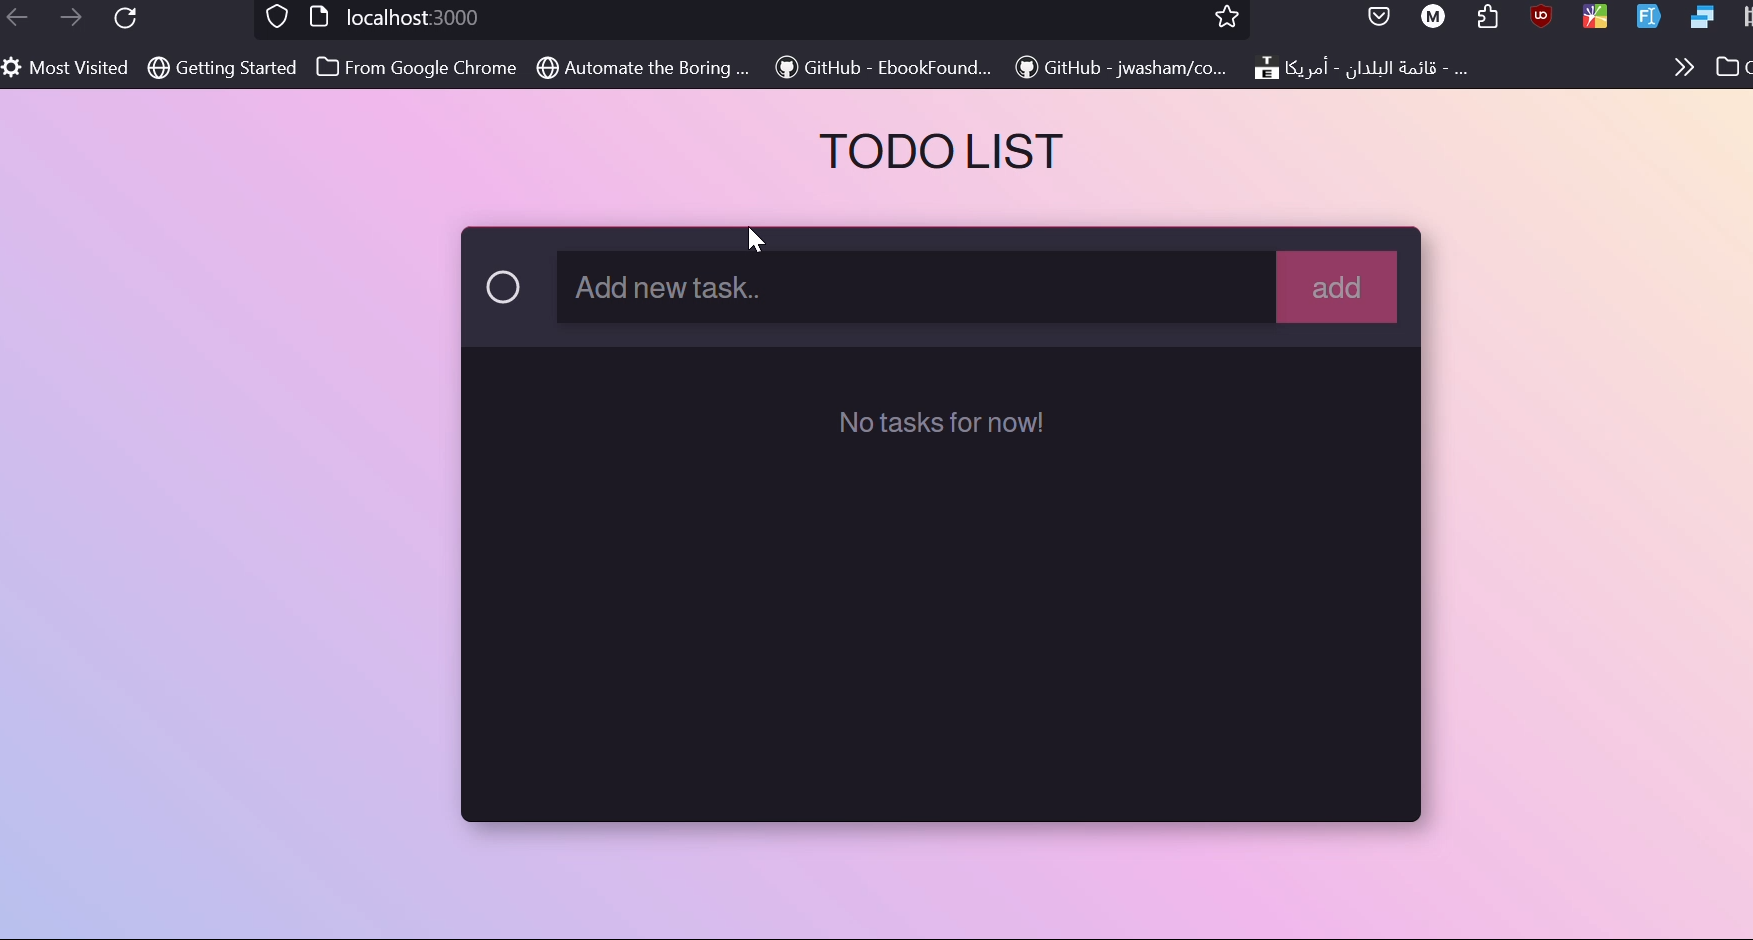 localhost:3000
Most Visited
Getting Started
From Google Chrome
Automate the Boring ...
GitHub - EbookFound...
GitHub - jwasham/co...
قائمة البلدان - أمريكا - ...
TODO LIST
Add new task..
add
No tasks for now!